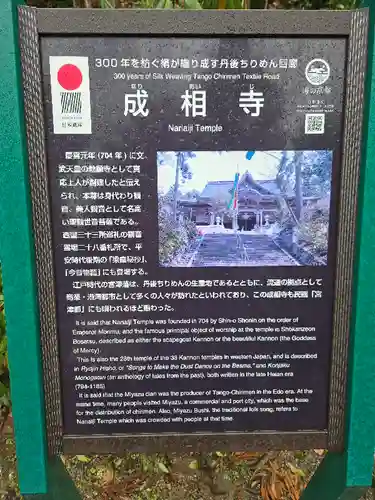 300年を紡ぐ絹が織り成す丹後ちりめん回廊
300 years of Silk Weaving Tango Chirimen Textile Road
日本遺産
海の京都
なり あい じ
成相寺
Nariaiji Temple
慶雲元年(704年)に文
武天皇の勅願寺として真
応上人が創建したと伝え
られ、本尊は身代わり観
音、美人観音として名高
い聖観世音菩薩である。
西国三十三所巡礼の第二
十八番札所で、平
安時代後期の「梁塵秘抄」、
「今昔物語」にも登場する。
江戸時代の宮津藩は、丹後ちりめんの生産地であるとともに、流通の拠点として
商業・港湾都市として多くの人々が訪れたといわれており、この成相寺も民謡「宮
津節」にも唄われるほど賑わった。
It is said that Nariaiji Temple was founded in 704 by Shin-o Shonin on the order of
Emperor Monmu, and the famous principal object of worship at the temple is Shokanzeon
Bosatsu, described as either the scapegoat Kannon or the beautiful Kannon (the Goddess
of Mercy).
This is also the 28th temple of the 33 Kannon temples in western Japan, and is described
in Ryojin Hisho, or "Songs to Make the Dust Dance on the Beams," and Konjaku
Monogatari (an anthology of tales from the past), both written in the late Heian era
(794-1185)
It is said that the Miyazu clan was the producer of Tango-Chirimen in the Edo era. At the
same time, many people visited Miyazu, a commercial and port city, which was the base
for the distribution of chirimen. Also, Miyazu Bushi, the traditional folk song, refers to
Nariaiji Temple which was crowded with people at that time.